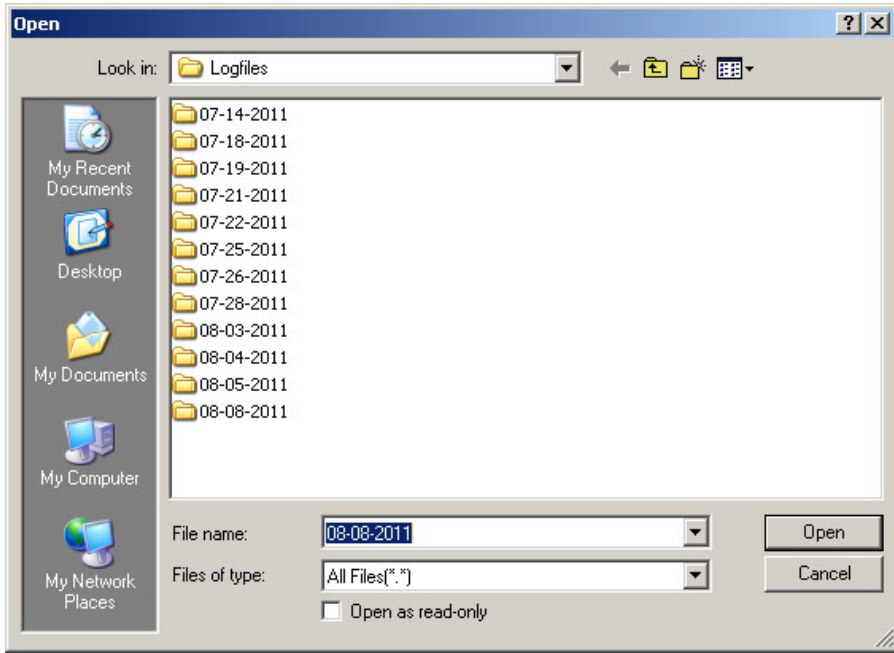 Open
Look in: Logfiles
My Recent
Documents
Desktop
My Documents
My Computer
My Network
Places
07-14-2011
07-18-2011
07-19-2011
07-21-2011
07-22-2011
07-25-2011
07-26-2011
07-28-2011
08-03-2011
08-04-2011
08-05-2011
08-08-2011
File name: 08-08-2011 Open
Files of type: All Files(*.*) Cancel
Open as read-only